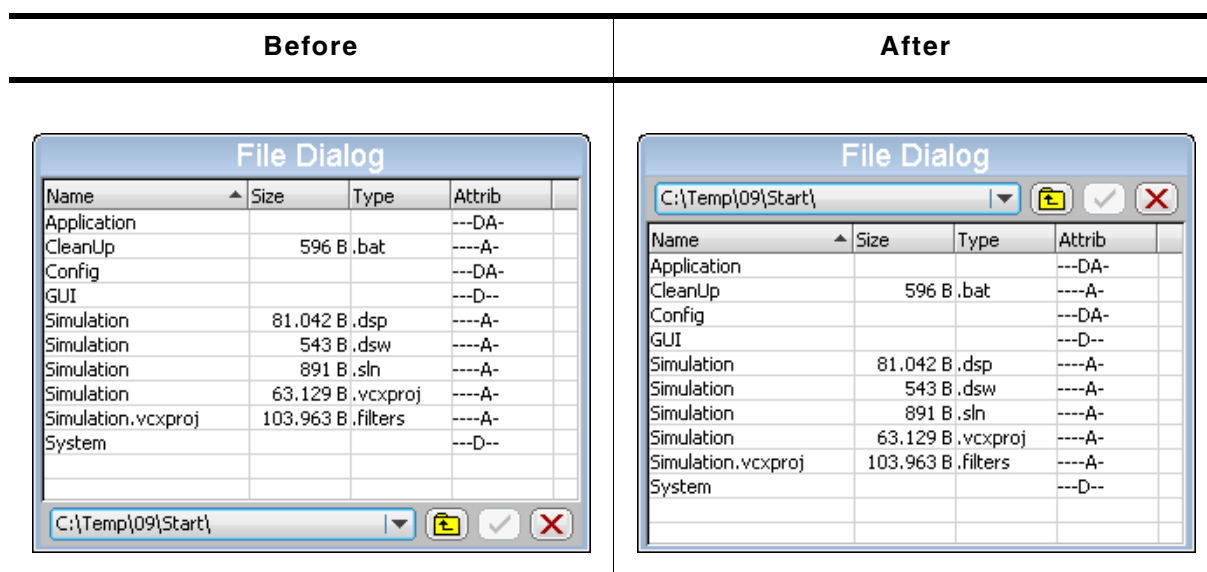 Before
After
File Dialog
Name Size Type Attrib
Application ---DA-
CleanUp 596 B .bat ----A-
Config ---DA-
GUI ---D--
Simulation 81.042 B .dsp ----A-
Simulation 543 B .dsw ----A-
Simulation 891 B .sln ----A-
Simulation 63.129 B .vcxproj ----A-
Simulation.vcxproj 103.963 B .filters ----A-
System ---D--
C:\Temp\09\Start\
File Dialog
C:\Temp\09\Start\
Name Size Type Attrib
Application ---DA-
CleanUp 596 B .bat ----A-
Config ---DA-
GUI ---D--
Simulation 81.042 B .dsp ----A-
Simulation 543 B .dsw ----A-
Simulation 891 B .sln ----A-
Simulation 63.129 B .vcxproj ----A-
Simulation.vcxproj 103.963 B .filters ----A-
System ---D--